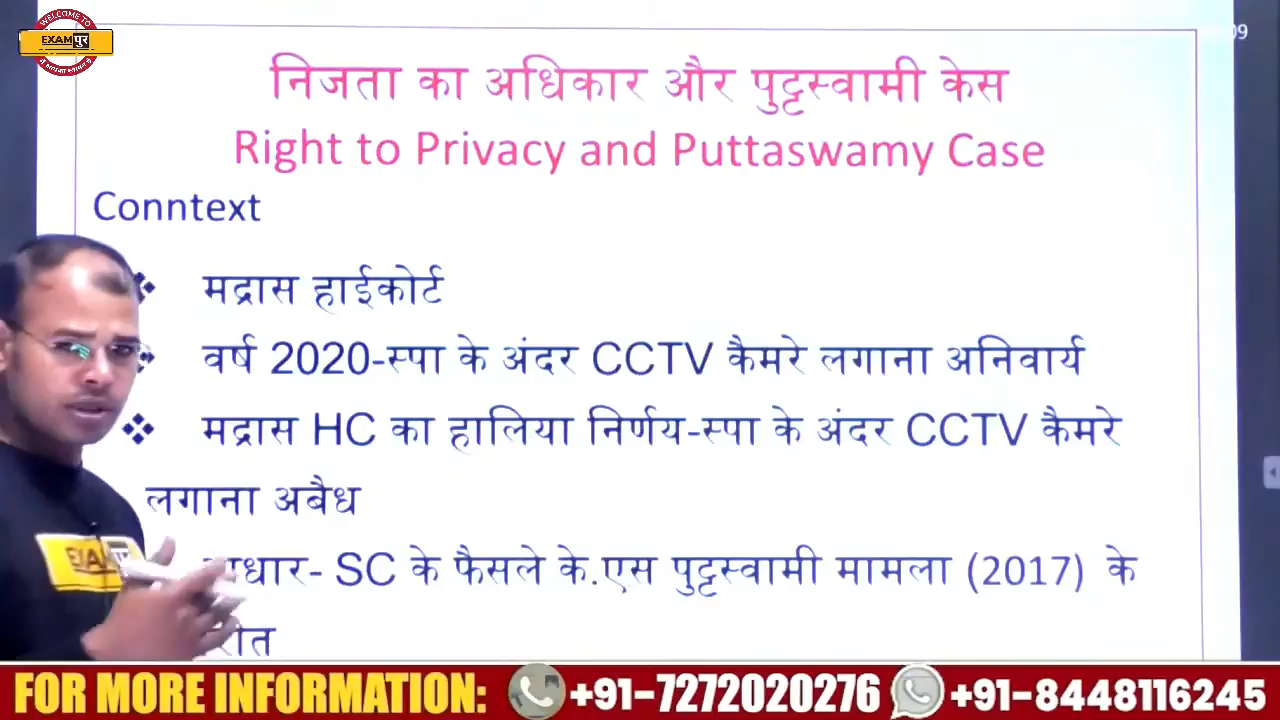 WELCOME TO
EXAMपुर
09
निजता का अधिकार और पुट्टस्वामी केस
Right to Privacy and Puttaswamy Case
Conntext
❖ मद्रास हाईकोर्ट
❖ वर्ष 2020-स्पा के अंदर CCTV कैमरे लगाना अनिवार्य
❖ मद्रास HC का हालिया निर्णय-स्पा के अंदर CCTV कैमरे
लगाना अबैध
SC के फैसले के.एस पुट्टस्वामी मामला (2017) के
FOR MORE INFORMATION: +91-7272020276 +91-8448116245